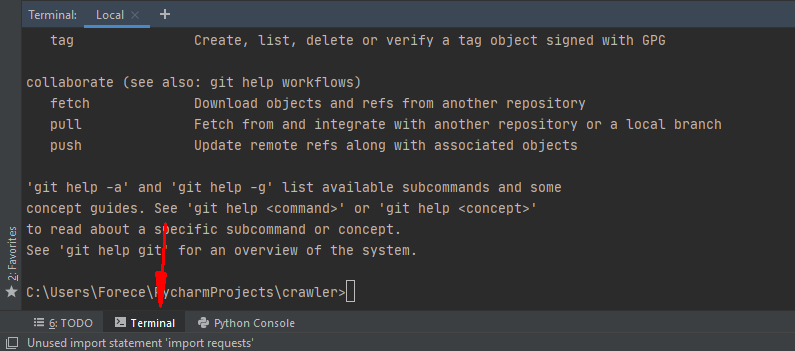 Terminal: Local × +
tag Create, list, delete or verify a tag object signed with GPG
collaborate (see also: git help workflows)
fetch Download objects and refs from another repository
pull Fetch from and integrate with another repository or a local branch
push Update remote refs along with associated objects
'git help -a' and 'git help -g' list available subcommands and some
concept guides. See 'git help <command>' or 'git help <concept>'
to read about a specific subcommand or concept.
See 'git help git' for an overview of the system.
C:\Users\Forece\PycharmProjects\crawler>
2: Favorites
6: TODO Terminal Python Console
Unused import statement 'import requests'